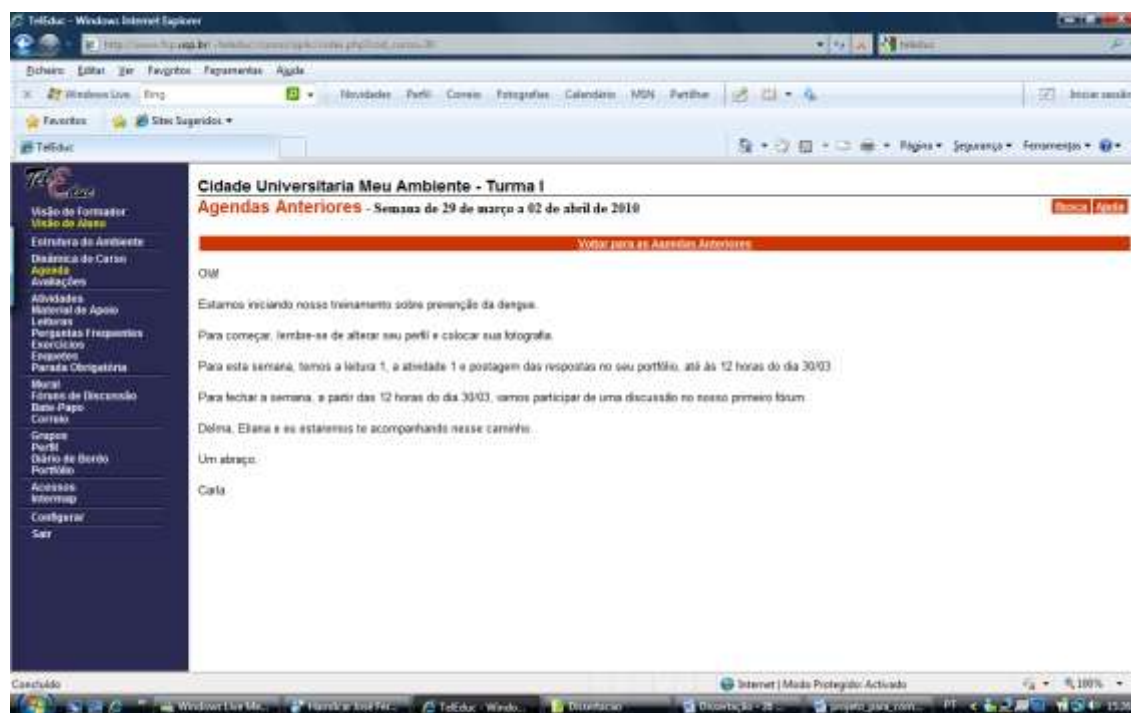 TelEduc - Windows Internet Explorer
Ficheiro Editar Ver Favoritos Ferramentas Ajuda
Windows Live Bing Novidades Perfil Correio Fotografias Calendário MSN Partilhar
Favoritos Sites Sugeridos
TelEduc Página Segurança Ferramentas
Visão de Formador
Visão de Aluno
Estrutura do Ambiente
Dinâmica do Curso
Agenda
Avaliações
Atividades
Material de Apoio
Leituras
Perguntas Frequentes
Exercícios
Enquetes
Parada Obrigatória
Mural
Fóruns de Discussão
Bate-Papo
Correio
Grupos
Perfil
Diário de Bordo
Portfólio
Acessos
Intermap
Configurar
Sair
Cidade Universitaria Meu Ambiente - Turma I
Agendas Anteriores - Semana de 29 de março a 02 de abril de 2010
Busca Ajuda
Voltar para as Agendas Anteriores
Olá!
Estamos iniciando nosso treinamento sobre prevenção da dengue.
Para começar, lembre-se de alterar seu perfil e colocar sua fotografia.
Para esta semana, temos a leitura 1, a atividade 1 e postagem das respostas no seu portfólio, até às 12 horas do dia 30/03
Para fechar a semana, a partir das 12 horas do dia 30/03, vamos participar de uma discussão no nosso primeiro fórum.
Delma, Eliana e eu estaremos te acompanhando nesse caminho.
Um abraço,
Carla
Concluído Internet | Modo Protegido: Activado 100%
Windows Live Me... TelEduc - Windo... Dissertacao PT 15:26